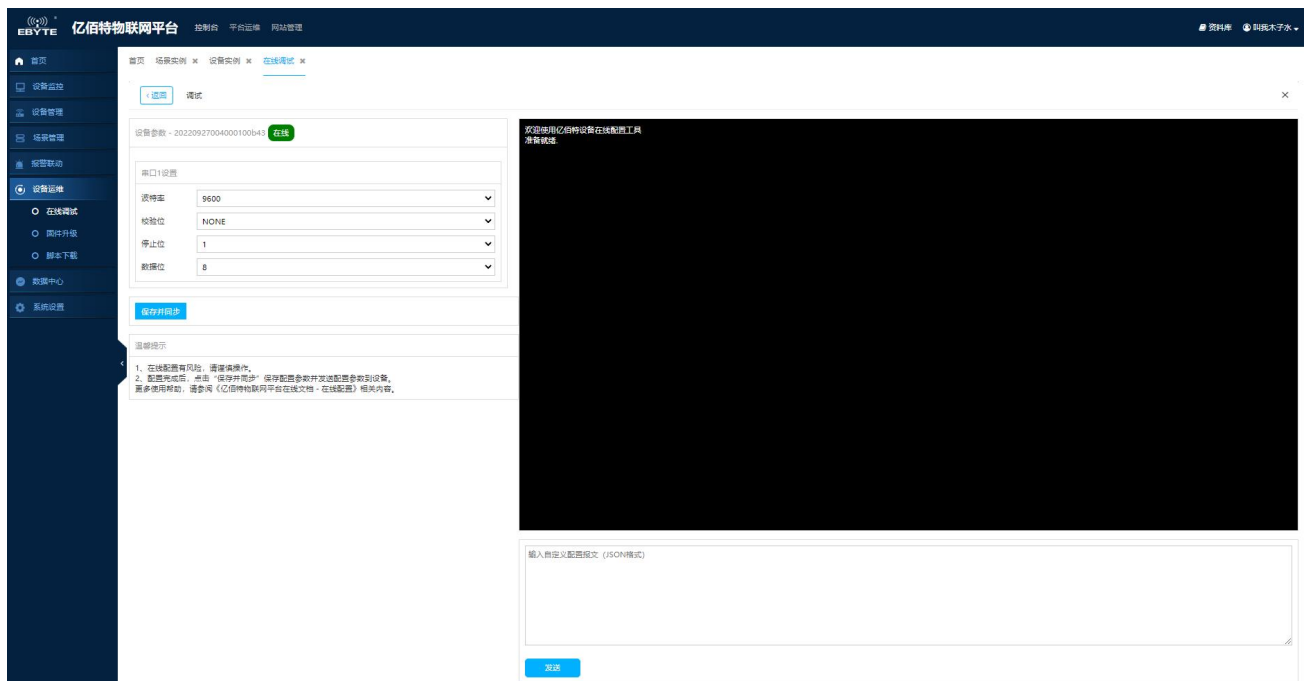 EBYTE 亿佰特物联网平台 控制台 平台运维 网站管理 资料库 叫我木子水
首页
设备监控
设备管理
场景管理
报警联动
设备运维
在线调试
固件升级
脚本下载
数据中心
系统设置
首页 场景实例 × 设备实例 × 在线调试 ×
‹返回 调试 ×
设备参数 - 20220927004000100b43 在线
串口1设置
波特率 9600
校验位 NONE
停止位 1
数据位 8
保存并同步
温馨提示
1、在线配置有风险，请谨慎操作。
2、配置完成后，点击“保存并同步”保存配置参数并发送配置参数到设备。
更多使用帮助，请参阅《亿佰特物联网平台在线文档 - 在线配置》相关内容。
欢迎使用亿佰特设备在线配置工具
准备就绪.
输入自定义配置报文（JSON格式）
发送